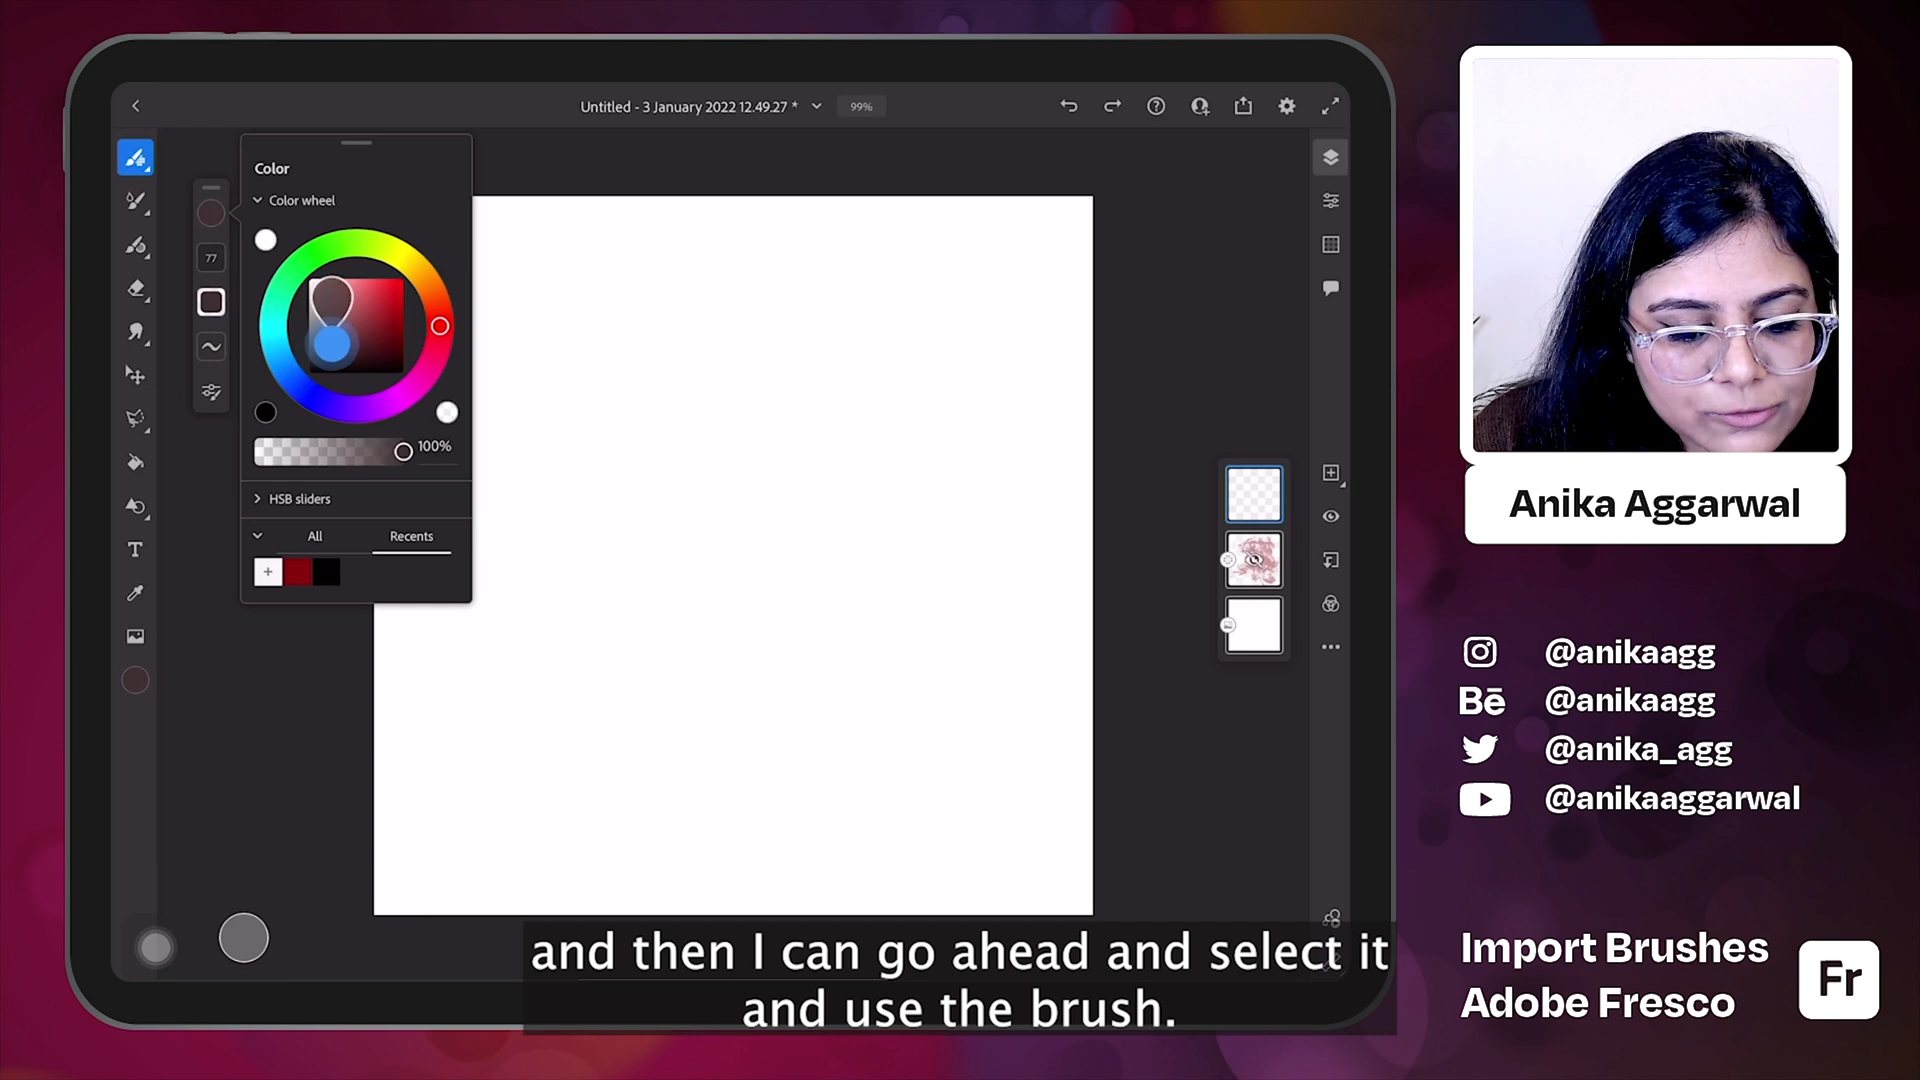 Untitled - 3 January 2022 12.49.27 *
99%
Color
Color wheel
77
100%
HSB sliders
All
Recents
T
Anika Aggarwal
@anikaagg
Bē @anikaagg
@anika_agg
@anikaaggarwal
Import Brushes
Adobe Fresco
Fr
and then I can go ahead and select it
and use the brush.